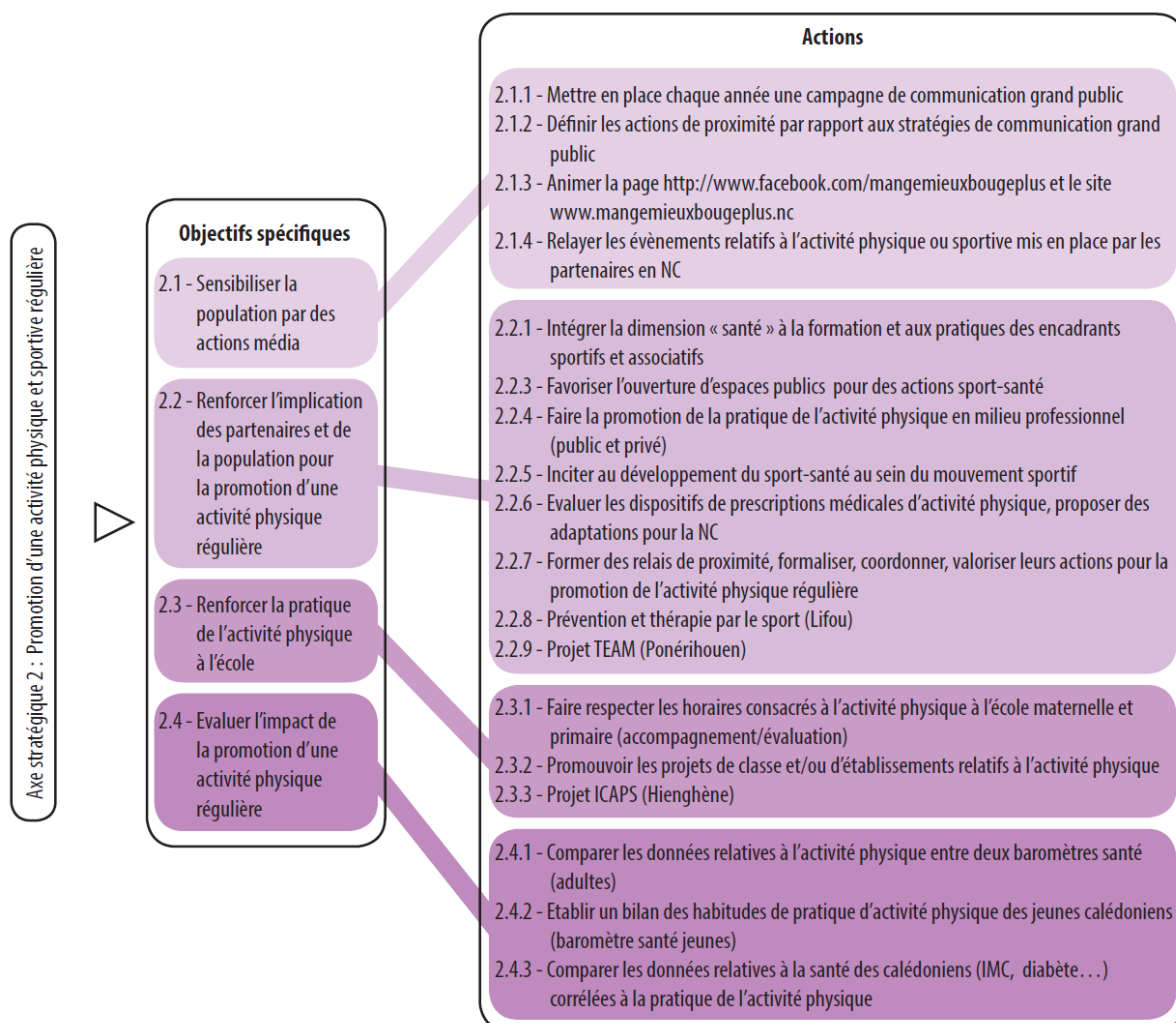 Axe stratégique 2 : Promotion d'une activité physique et sportive régulière
Objectifs spécifiques
2.1 - Sensibiliser la
population par des
actions média
2.2 - Renforcer l'implication
des partenaires et de
la population pour
la promotion d'une
activité physique
régulière
2.3 - Renforcer la pratique
de l'activité physique
à l'école
2.4 - Evaluer l'impact de
la promotion d'une
activité physique
régulière
Actions
2.1.1 - Mettre en place chaque année une campagne de communication grand public
2.1.2 - Définir les actions de proximité par rapport aux stratégies de communication grand
public
2.1.3 - Animer la page http://www.facebook.com/mangemieuxbougeplus et le site
www.mangemieuxbougeplus.nc
2.1.4 - Relayer les évènements relatifs à l'activité physique ou sportive mis en place par les
partenaires en NC
2.2.1 - Intégrer la dimension « santé » à la formation et aux pratiques des encadrants
sportifs et associatifs
2.2.3 - Favoriser l'ouverture d'espaces publics pour des actions sport-santé
2.2.4 - Faire la promotion de la pratique de l'activité physique en milieu professionnel
(public et privé)
2.2.5 - Inciter au développement du sport-santé au sein du mouvement sportif
2.2.6 - Evaluer les dispositifs de prescriptions médicales d'activité physique, proposer des
adaptations pour la NC
2.2.7 - Former des relais de proximité, formaliser, coordonner, valoriser leurs actions pour la
promotion de l'activité physique régulière
2.2.8 - Prévention et thérapie par le sport (Lifou)
2.2.9 - Projet TEAM (Ponérihouen)
2.3.1 - Faire respecter les horaires consacrés à l'activité physique à l'école maternelle et
primaire (accompagnement/évaluation)
2.3.2 - Promouvoir les projets de classe et/ou d'établissements relatifs à l'activité physique
2.3.3 - Projet ICAPS (Hienghène)
2.4.1 - Comparer les données relatives à l'activité physique entre deux baromètres santé
(adultes)
2.4.2 - Etablir un bilan des habitudes de pratique d'activité physique des jeunes calédoniens
(baromètre santé jeunes)
2.4.3 - Comparer les données relatives à la santé des calédoniens (IMC, diabète…)
corrélées à la pratique de l'activité physique